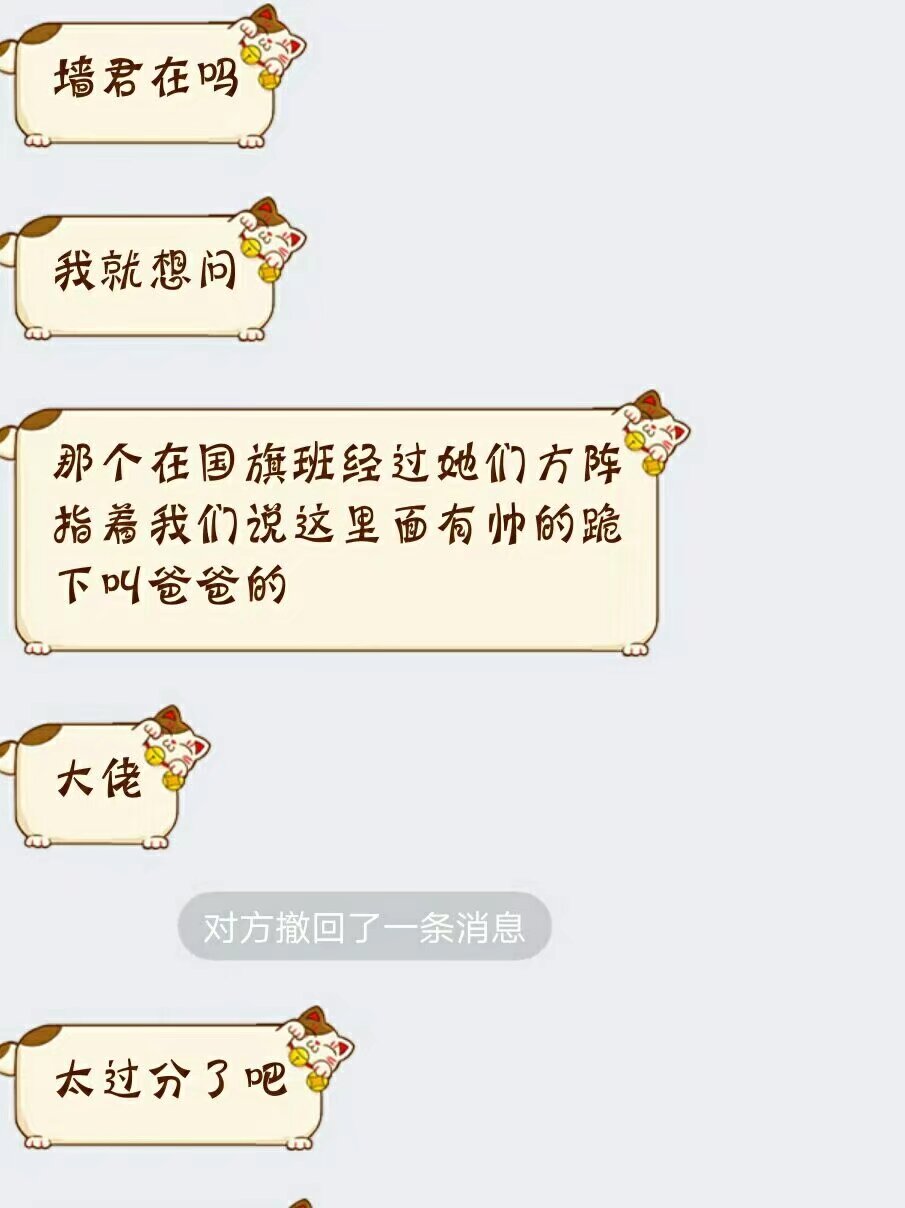 墙君在吗
我就想问
那个在国旗班经过她们方阵
指着我们说这里面有帅的跪
下叫爸爸的
大佬
对方撤回了一条消息
太过分了吧